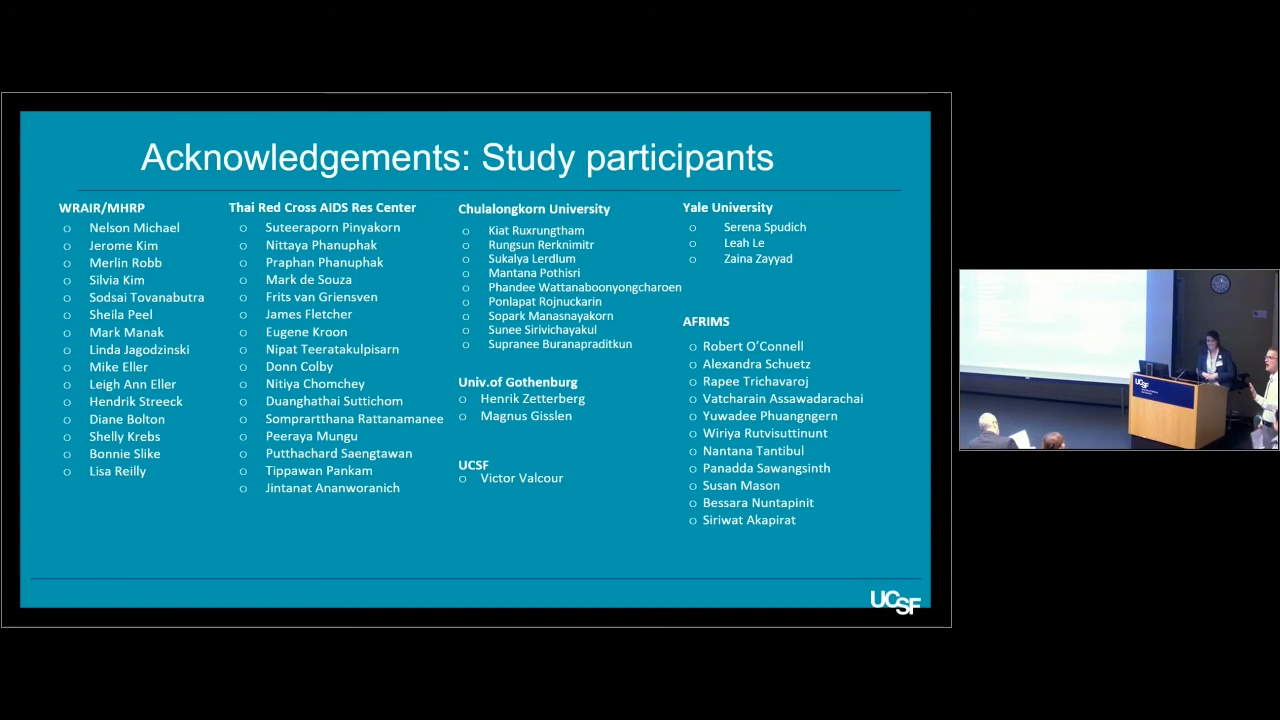 Acknowledgements: Study participants
WRAIR/MHRP
o Nelson Michael
o Jerome Kim
o Merlin Robb
o Silvia Kim
o Sodsai Tovanabutra
o Sheila Peel
o Mark Manak
o Linda Jagodzinski
o Mike Eller
o Leigh Ann Eller
o Hendrik Streeck
o Diane Bolton
o Shelly Krebs
o Bonnie Slike
o Lisa Reilly
Thai Red Cross AIDS Res Center
o Suteeraporn Pinyakorn
o Nittaya Phanuphak
o Praphan Phanuphak
o Mark de Souza
o Frits van Griensven
o James Fletcher
o Eugene Kroon
o Nipat Teeratakulpisarn
o Donn Colby
o Nitiya Chomchey
o Duanghathai Suttichom
o Somprartthana Rattanamanee
o Peeraya Mungu
o Putthachard Saengtawan
o Tippawan Pankam
o Jintanat Ananworanich
Chulalongkorn University
o Kiat Ruxrungtham
o Rungsun Rerknimitr
o Sukalya Lerdlum
o Mantana Pothisri
o Phandee Wattanaboonyongcharoen
o Ponlapat Rojnuckarin
o Sopark Manasnayakorn
o Sunee Sirivichayakul
o Supranee Buranapraditkun
Univ.of Gothenburg
o Henrik Zetterberg
o Magnus Gisslen
UCSF
o Victor Valcour
Yale University
o Serena Spudich
o Leah Le
o Zaina Zayyad
AFRIMS
o Robert O’Connell
o Alexandra Schuetz
o Rapee Trichavaroj
o Vatcharain Assawadarachai
o Yuwadee Phuangngern
o Wiriya Rutvisuttinunt
o Nantana Tantibul
o Panadda Sawangsinth
o Susan Mason
o Bessara Nuntapinit
o Siriwat Akapirat
UCSF
UCSF